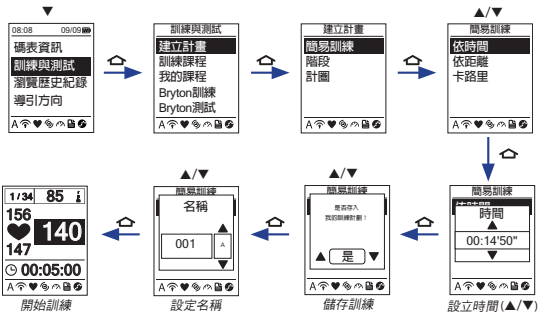 ▼
08:08 09/09
碼表資訊
訓練與測試
瀏覽歷史紀錄
導引方向
A
訓練與測試
建立計畫
訓練課程
我的課程
Bryton訓練
Bryton測試
A
建立計畫
簡易訓練
階段
計圈
A
▲/▼
簡易訓練
依時間
依距離
卡路里
A
簡易訓練
依時間
時間
▲
00:14'50"
▼
A
設立時間(▲/▼)
簡易訓練
是否存入
我的訓練計劃！
▲ 是 ▼
A
儲存訓練
▲/▼
簡易訓練
名稱
001
▲
A
▼
A
設定名稱
1/34 85
156
140
147
00:05:00
A
開始訓練